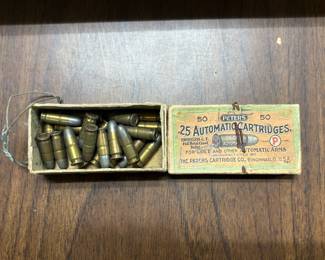 50 PETERS 50
25 AUTOMATIC CARTRIDGES.
P
FOR COLT AND OTHER AUTOMATIC ARMS
THE PETERS CARTRIDGE CO., CINCINNATI, U.S.A.